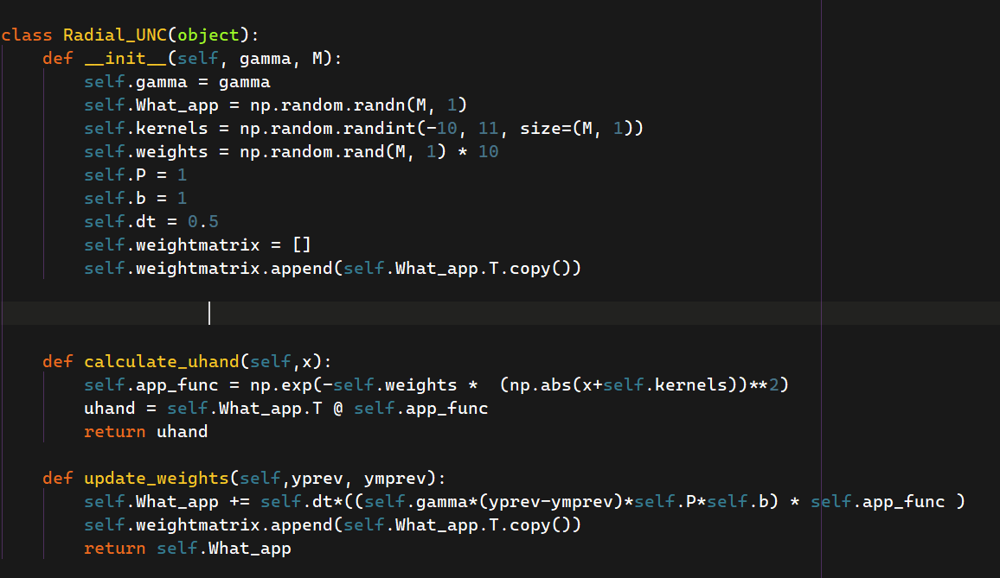 class Radial_UNC(object):
    def __init__(self, gamma, M):
        self.gamma = gamma
        self.What_app = np.random.randn(M, 1)
        self.kernels = np.random.randint(-10, 11, size=(M, 1))
        self.weights = np.random.rand(M, 1) * 10
        self.P = 1
        self.b = 1
        self.dt = 0.5
        self.weightmatrix = []
        self.weightmatrix.append(self.What_app.T.copy())
    def calculate_uhand(self,x):
        self.app_func = np.exp(-self.weights *  (np.abs(x+self.kernels))**2)
        uhand = self.What_app.T @ self.app_func
        return uhand
    def update_weights(self,yprev, ymprev):
        self.What_app += self.dt*((self.gamma*(yprev-ymprev)*self.P*self.b) * self.app_func )
        self.weightmatrix.append(self.What_app.T.copy())
        return self.What_app